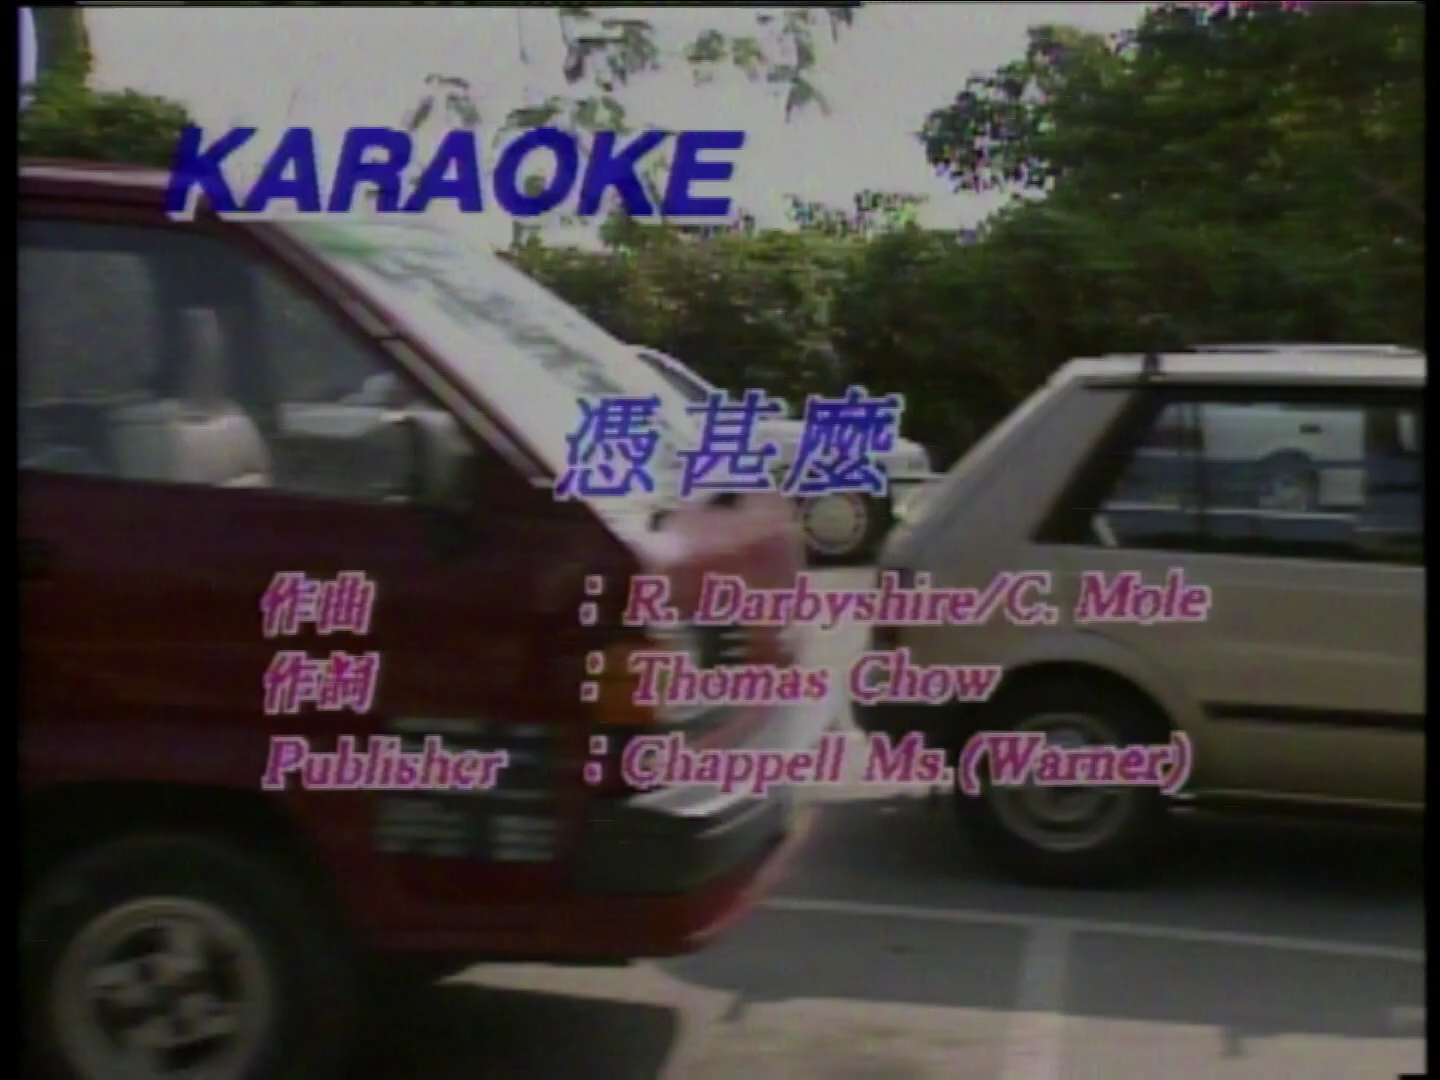 KARAOKE
憑甚麼
作曲 : R. Darbyshire/C. Mole
作詞 : Thomas Chow
Publisher : Chappell Ms. (Warner)